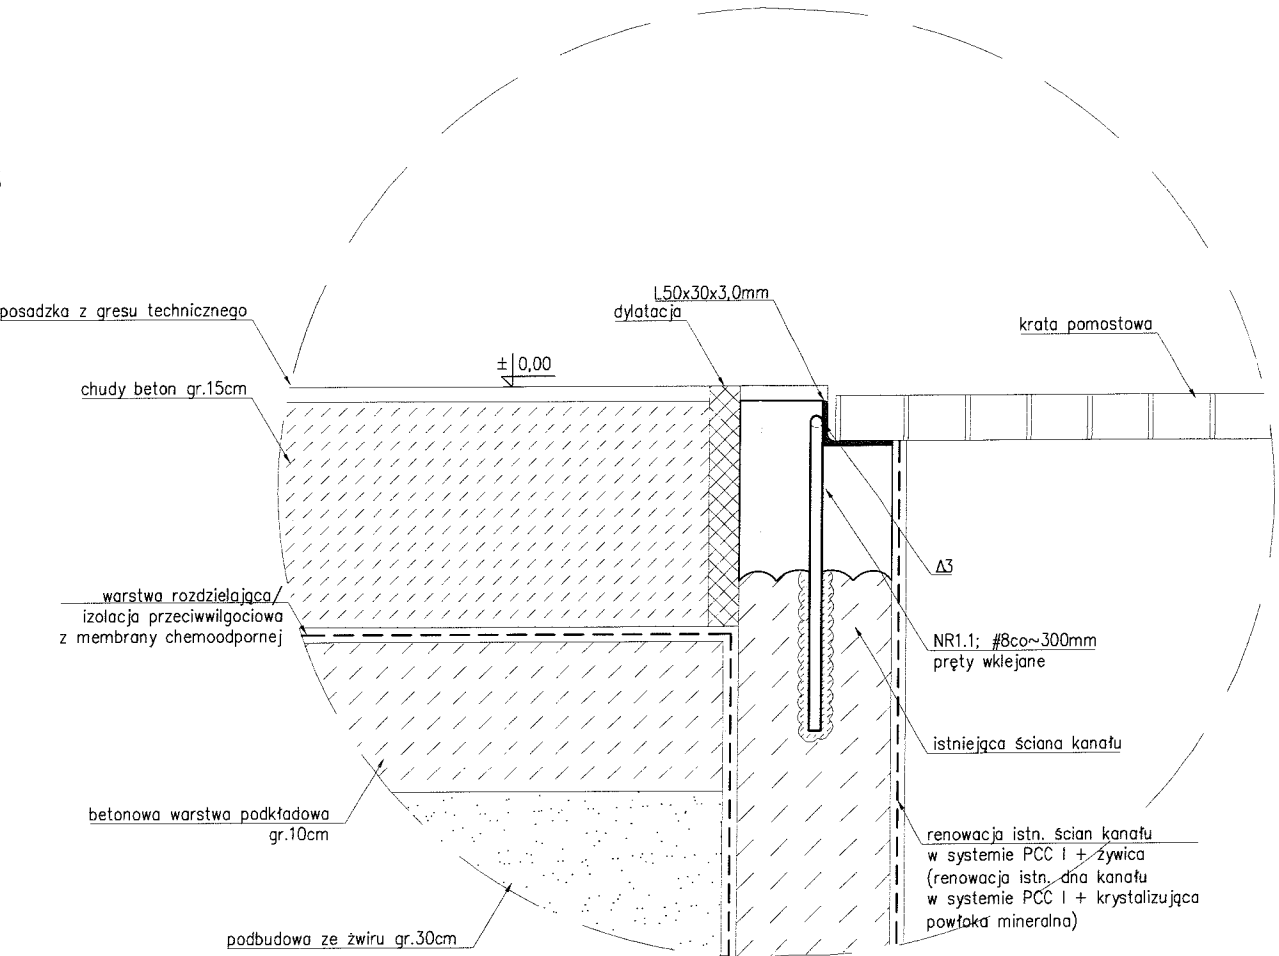 L50x30x3,0mm
dylatacja
posadzka z gresu technicznego
krata pomostowa
± 0,00
chudy beton gr.15cm
Δ3
warstwa rozdzielająca/
izolacja przeciwwilgociowa
z membrany chemoodpornej
NR1.1; #8co~300mm
pręty wklejane
istniejąca ściana kanału
betonowa warstwa podkładowa
gr.10cm
renowacja istn. ścian kanału
w systemie PCC I + żywica
(renowacja istn. dna kanału
w systemie PCC I + krystalizująca
powłoka mineralna)
podbudowa ze żwiru gr.30cm